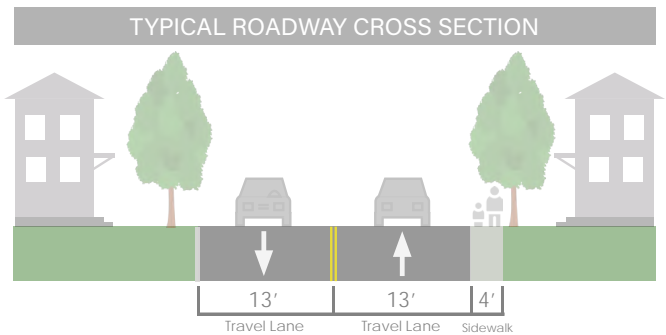 TYPICAL ROADWAY CROSS SECTION
13′ 13′ 4′
Travel Lane Travel Lane Sidewalk